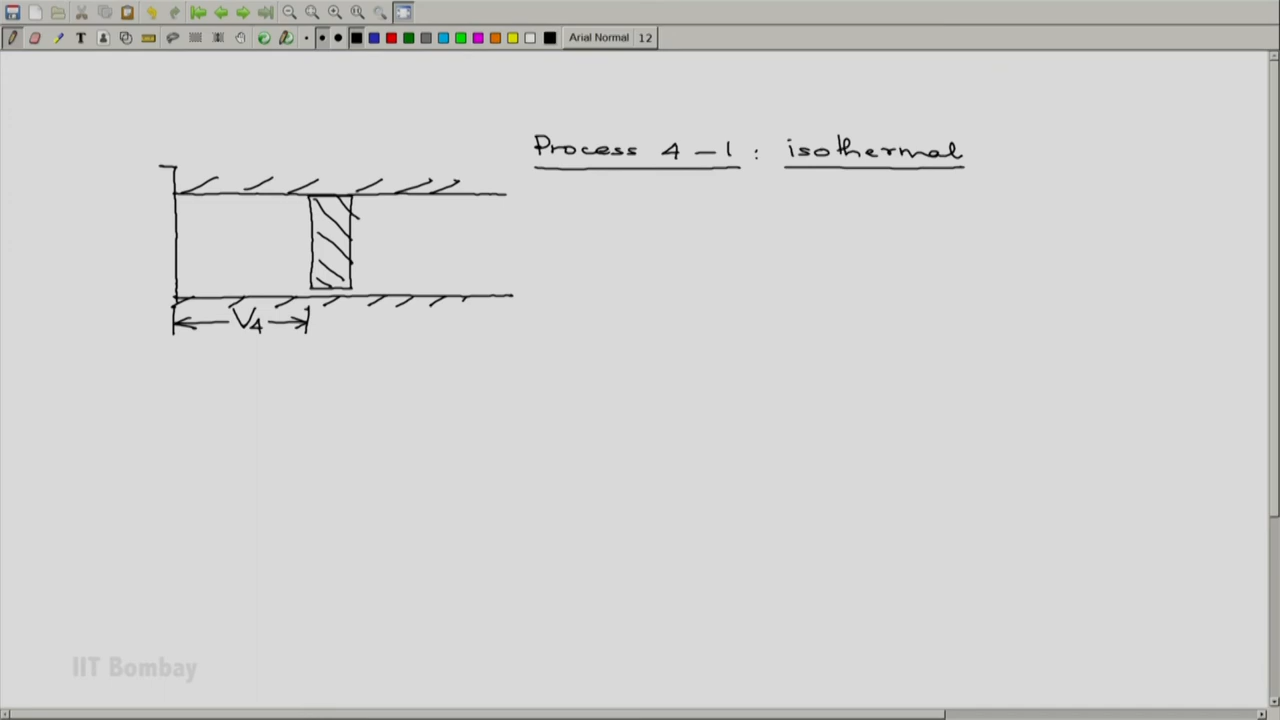 Arial Normal 12
Process 4 – 1 : isothermal
V4
IIT Bombay